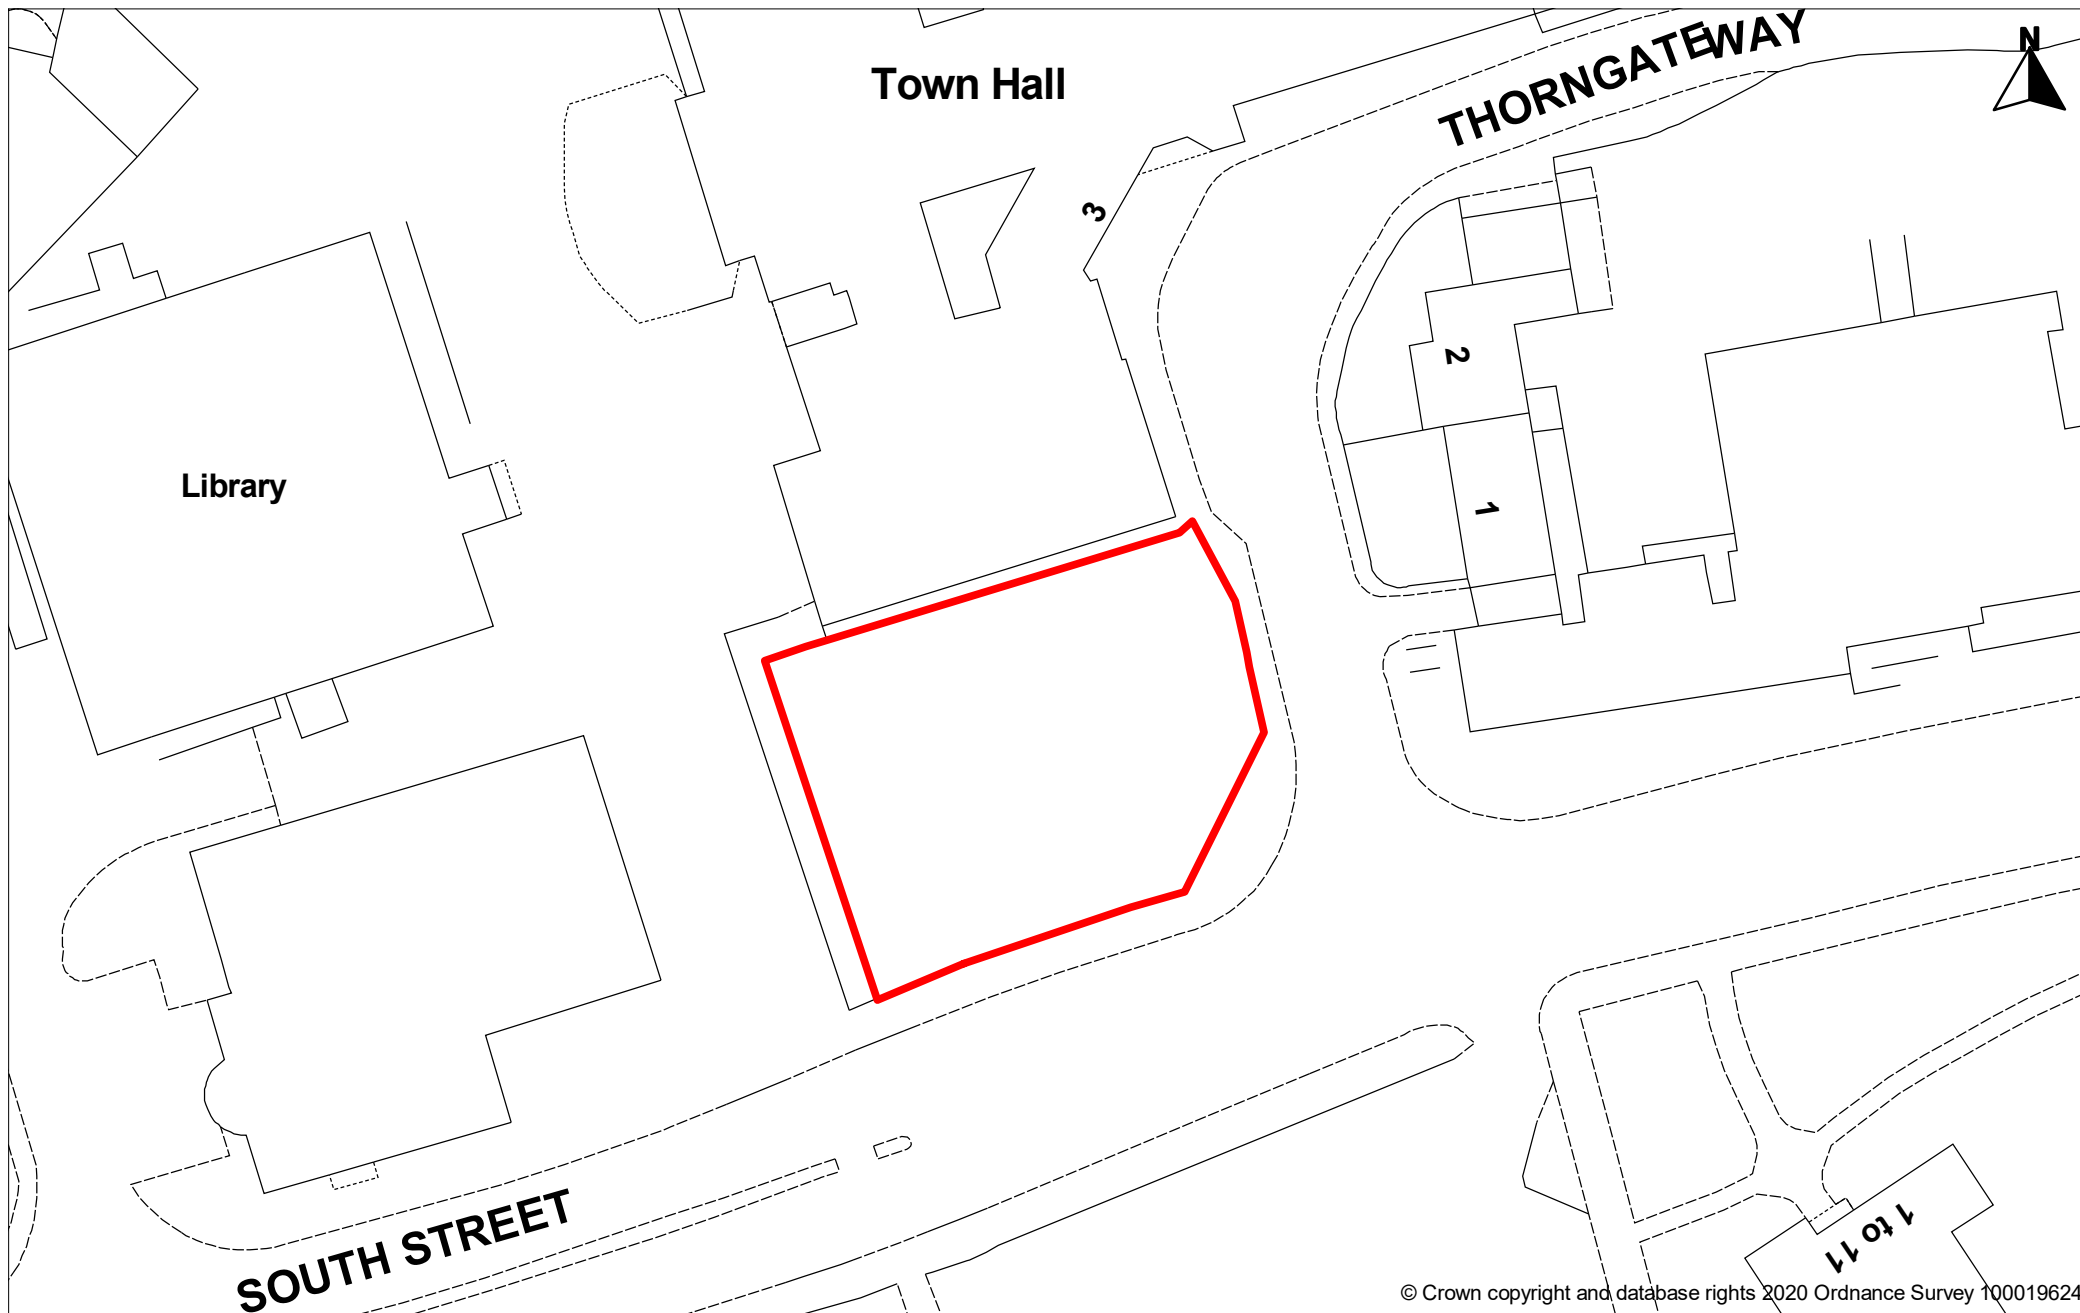 Town Hall
THORNGATEWAY
N
3
2
Library
1
SOUTH STREET
1 to 11
© Crown copyright and database rights 2020 Ordnance Survey 100019624